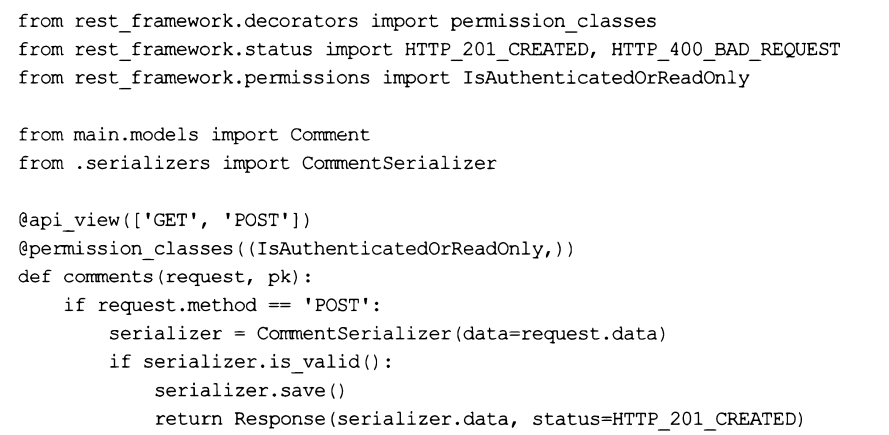 from rest_framework.decorators import permission_classes
from rest_framework.status import HTTP_201_CREATED, HTTP_400_BAD_REQUEST
from rest_framework.permissions import IsAuthenticatedOrReadOnly

from main.models import Comment
from .serializers import CommentSerializer

@api_view(['GET', 'POST'])
@permission_classes((IsAuthenticatedOrReadOnly,))
def comments(request, pk):
    if request.method == 'POST':
        serializer = CommentSerializer(data=request.data)
        if serializer.is_valid():
            serializer.save()
            return Response(serializer.data, status=HTTP_201_CREATED)